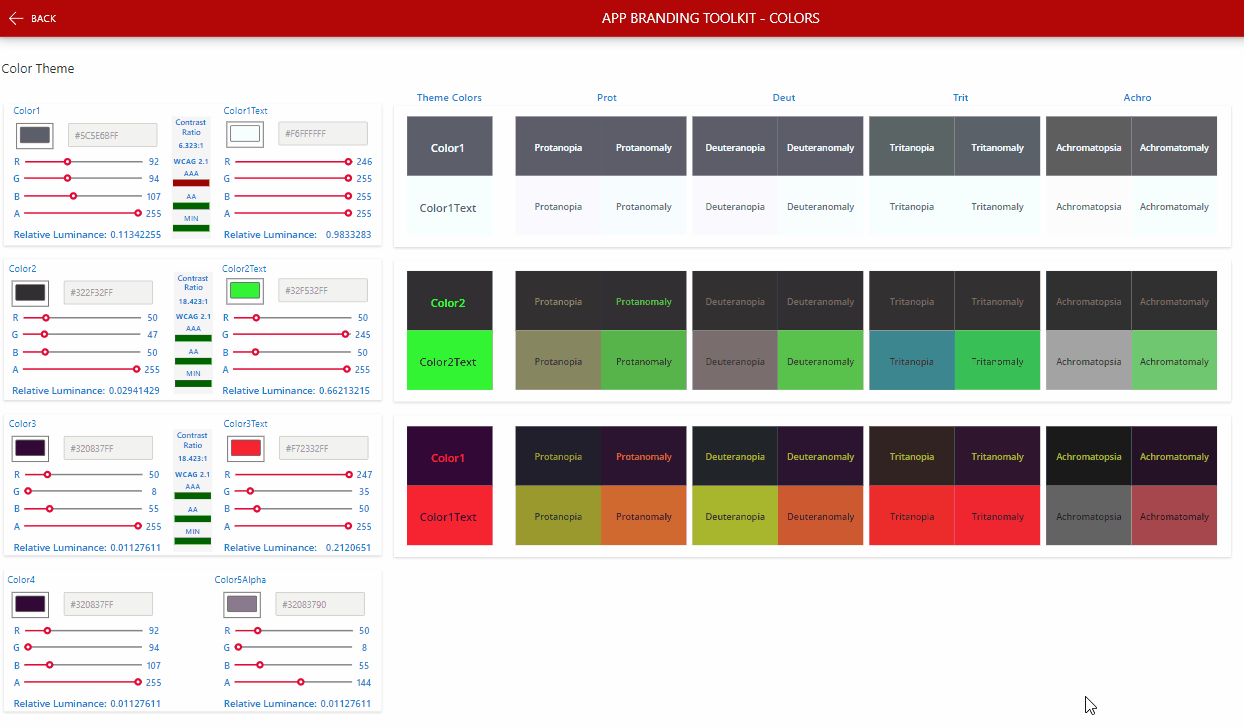 BACK
APP BRANDING TOOLKIT - COLORS
Color Theme
Theme Colors Prot Deut Trit Achro
Color1 Color1Text
#5C5E6BFF Contrast Ratio #F6FFFFFF
6.323:1
R 92 WCAG 2.1 R 246
AAA
G 94 G 255
B 107 AA B 255
A 255 MIN A 255
Relative Luminance: 0.11342255 Relative Luminance: 0.9833283
Color1 Protanopia Protanomaly Deuteranopia Deuteranomaly Tritanopia Tritanomaly Achromatopsia Achromatomaly
Color1Text Protanopia Protanomaly Deuteranopia Deuteranomaly Tritanopia Tritanomaly Achromatopsia Achromatomaly
Color2 Color2Text
#322F32FF Contrast Ratio #32F532FF
18.423:1
R 50 WCAG 2.1 R 50
AAA
G 47 G 245
B 50 AA B 50
A 255 MIN A 255
Relative Luminance: 0.02941429 Relative Luminance: 0.66213215
Color2 Protanopia Protanomaly Deuteranopia Deuteranomaly Tritanopia Tritanomaly Achromatopsia Achromatomaly
Color2Text Protanopia Protanomaly Deuteranopia Deuteranomaly Tritanopia Tritanomaly Achromatopsia Achromatomaly
Color3 Color3Text
#320837FF Contrast Ratio #F72332FF
18.423:1
R 50 WCAG 2.1 R 247
AAA
G 8 G 35
B 55 AA B 50
A 255 MIN A 255
Relative Luminance: 0.01127611 Relative Luminance: 0.2120651
Color1 Protanopia Protanomaly Deuteranopia Deuteranomaly Tritanopia Tritanomaly Achromatopsia Achromatomaly
Color1Text Protanopia Protanomaly Deuteranopia Deuteranomaly Tritanopia Tritanomaly Achromatopsia Achromatomaly
Color4 Color5Alpha
#320837FF #32083790
R 92 R 50
G 94 G 8
B 107 B 55
A 255 A 144
Relative Luminance: 0.01127611 Relative Luminance: 0.01127611